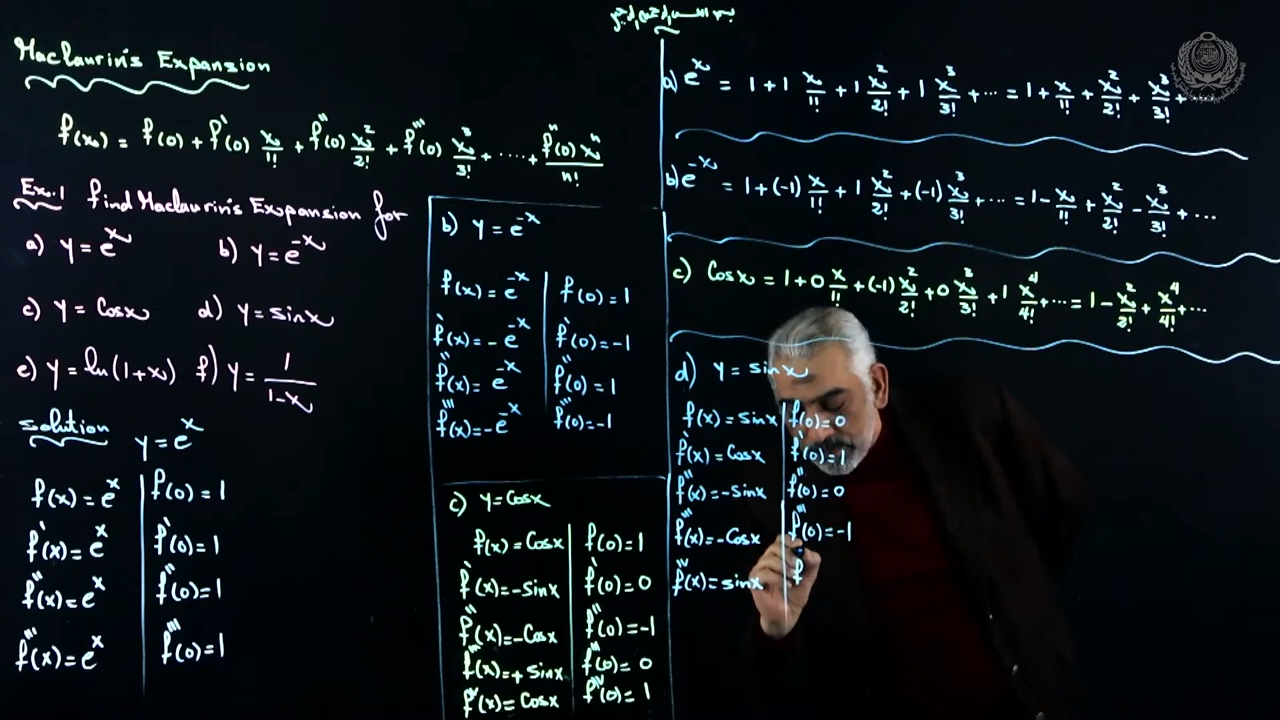 Maclaurin's Expansion
f(x) = f(0) + f'(0) x/1! + f''(0) x²/2! + f'''(0) x³/3! + ..... + fⁿ(0) xⁿ/n!
Ex.1 find Maclaurin's Expansion for
a) y = eˣ b) y = e⁻ˣ
c) y = Cosx d) y = sinx
e) y = ln(1+x) f) y = 1/1-x
solution y = eˣ
f(x) = eˣ f(0) = 1
f'(x) = eˣ f'(0) = 1
f''(x) = eˣ f''(0) = 1
f'''(x) = eˣ f'''(0) = 1
b) y = e⁻ˣ
f(x) = e⁻ˣ f(0) = 1
f'(x) = -e⁻ˣ f'(0) = -1
f''(x) = e⁻ˣ f''(0) = 1
f'''(x) = -e⁻ˣ f'''(0) = -1
c) y = Cosx
f(x) = Cosx f(0) = 1
f'(x) = -Sinx f'(0) = 0
f''(x) = -Cosx f''(0) = -1
f'''(x) = + Sinx f'''(0) = 0
fⁱᵛ(x) = Cosx fⁱᵛ(0) = 1
a) eˣ = 1 + 1 x/1! + 1 x²/2! + 1 x³/3! + ... = 1 + x/1! + x²/2! + x³/3! +
b) e⁻ˣ = 1 + (-1) x/1! + 1 x²/2! + (-1) x³/3! + ... = 1 - x/1! + x²/2! - x³/3! + ...
c) Cosx = 1 + 0 x/1! + (-1) x²/2! + 0 x³/3! + 1 x⁴/4! + ... = 1 - x²/2! + x⁴/4! + ...
d) y = sinx
f(x) = sinx f(0) = 0
f'(x) = Cosx f'(0) = 1
f''(x) = -Sinx f''(0) = 0
f'''(x) = -Cosx f'''(0) = -1
fⁱᵛ(x) = sinx f